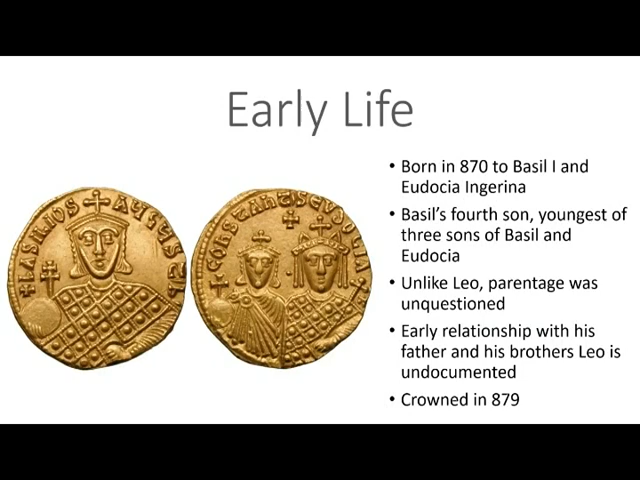 Early Life
• Born in 870 to Basil I and
Eudocia Ingerina
• Basil's fourth son, youngest of
three sons of Basil and
Eudocia
• Unlike Leo, parentage was
unquestioned
• Early relationship with his
father and his brothers Leo is
undocumented
• Crowned in 879